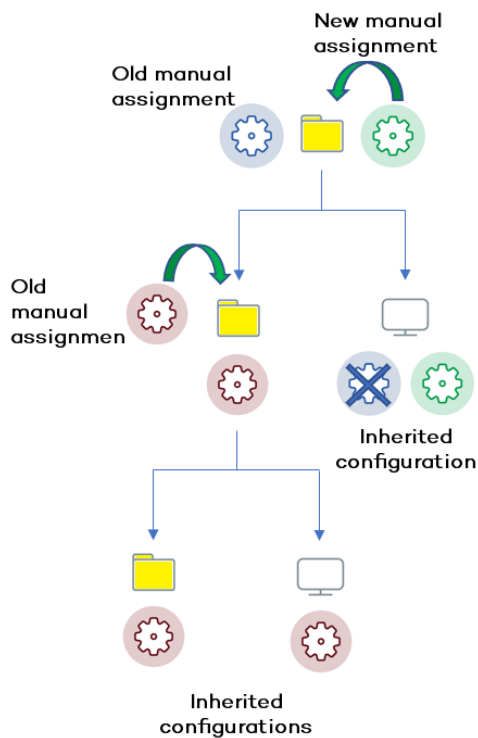 New manual
assignment
Old manual
assignment
Old
manual
assignmen
Inherited
configuration
Inherited
configurations